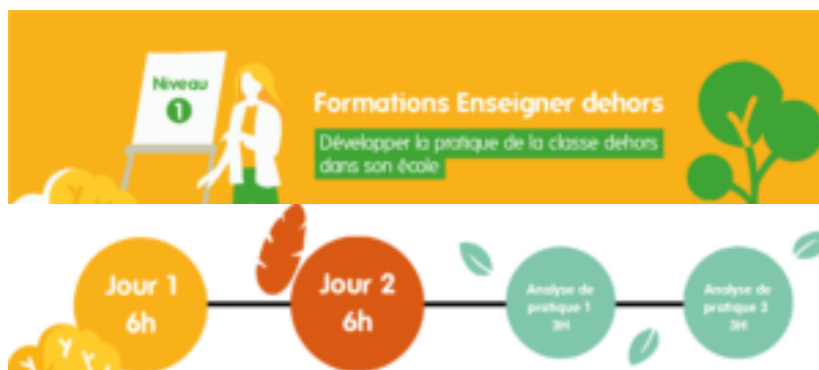 Niveau
1
Formations Enseigner dehors
Développer la pratique de la classe dehors
dans son école
Jour 1
6h
Jour 2
6h
Analyse de
pratique 1
3H
Analyse de
pratique 2
3H